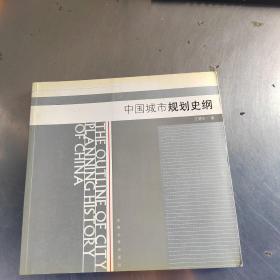 中国城市规划史纲
THE OUTLINE OF CITY
PLANNING HISTORY
OF CHINA